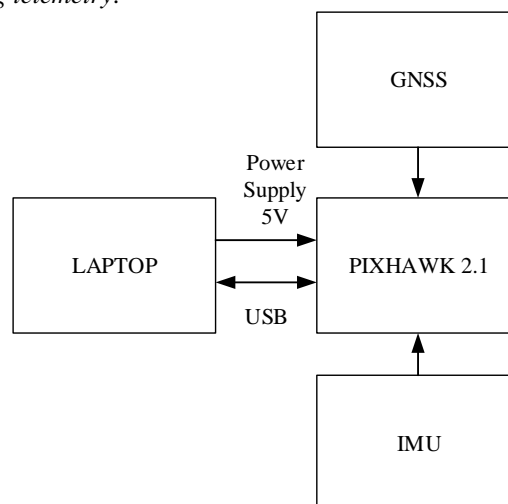 telemetry.
GNSS
Power
Supply
5V
LAPTOP
PIXHAWK 2.1
USB
IMU